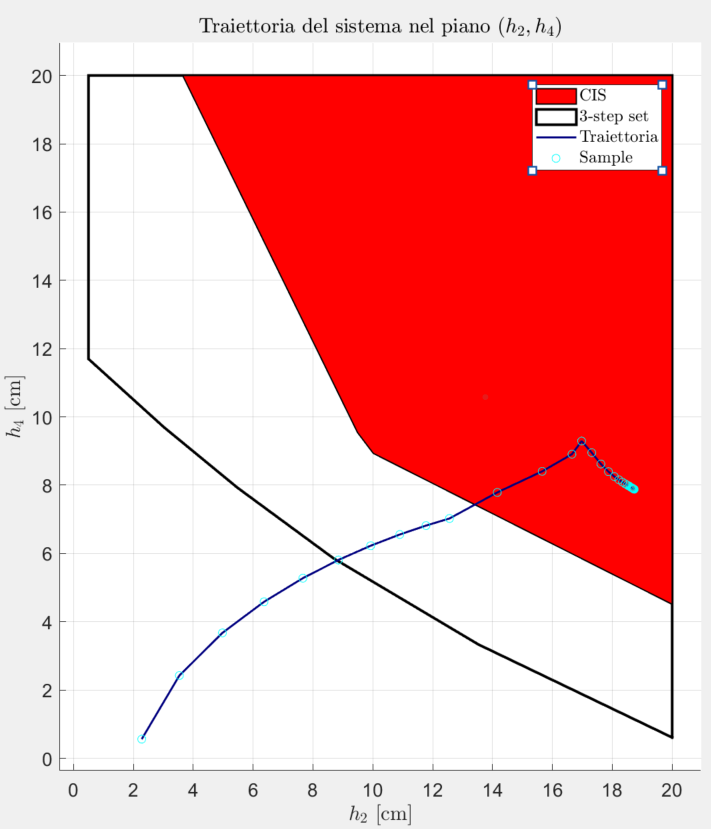 Traiettoria del sistema nel piano (h₂, h₄)
CIS
3-step set
Traiettoria
Sample
20
18
16
14
12
10
8
6
4
2
0
h₄ [cm]
0 2 4 6 8 10 12 14 16 18 20
h₂ [cm]